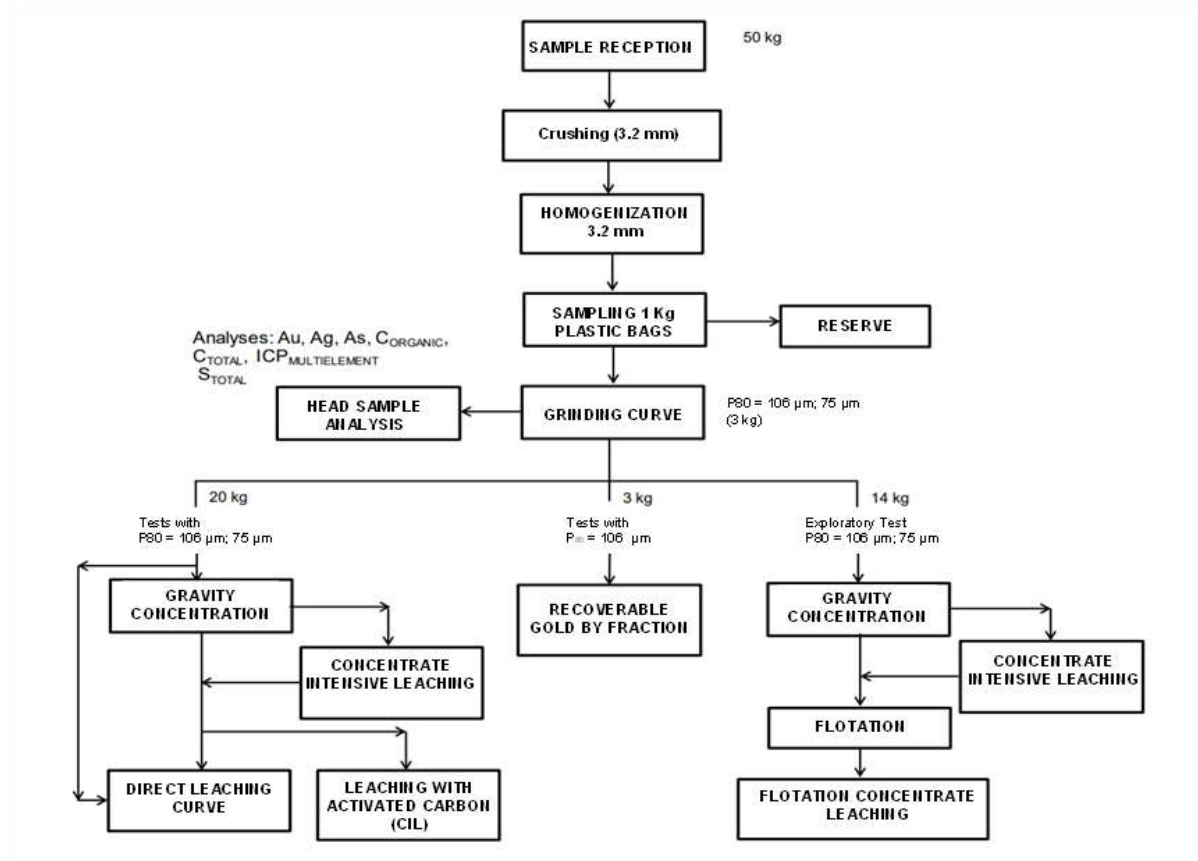 SAMPLE RECEPTION
50 kg
Crushing (3.2 mm)
HOMOGENIZATION
3.2 mm
SAMPLING 1 Kg
PLASTIC BAGS
RESERVE
Analyses: Au, Ag, As, CORGANIC,
CTOTAL, ICPMULTIELEMENT
STOTAL
HEAD SAMPLE
ANALYSIS
GRINDING CURVE
P80 = 106 µm; 75 µm
(3 kg)
20 kg
Tests with
P80 = 106 µm; 75 µm
GRAVITY
CONCENTRATION
CONCENTRATE
INTENSIVE LEACHING
DIRECT LEACHING
CURVE
LEACHING WITH
ACTIVATED CARBON
(CIL)
3 kg
Tests with
= 106 µm
RECOVERABLE
GOLD BY FRACTION
14 kg
Exploratory Test
P80 = 106 µm; 75 µm
GRAVITY
CONCENTRATION
CONCENTRATE
INTENSIVE LEACHING
FLOTATION
FLOTATION CONCENTRATE
LEACHING